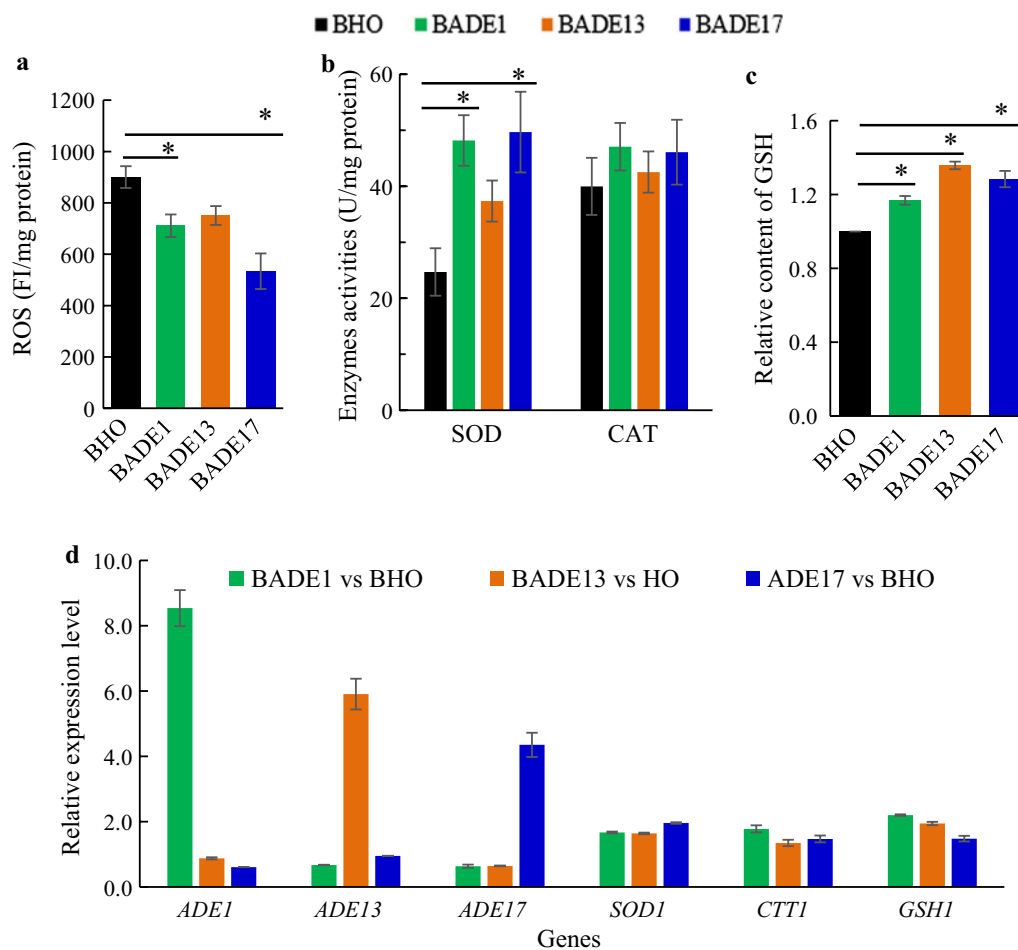 BHO BADE1 BADE13 BADE17
a
ROS (FI/mg protein)
1200
1000
800
600
400
200
0
*
*
BHO
BADE1
BADE13
BADE17
b
Enzymes activities (U/mg protein)
60
40
20
0
*
*
SOD
CAT
c
Relative content of GSH
1.6
1.2
0.8
0.4
0.0
*
*
*
BHO
BADE1
BADE13
BADE17
d
BADE1 vs BHO BADE13 vs HO ADE17 vs BHO
Relative expression level
10.0
8.0
6.0
4.0
2.0
0.0
ADE1 ADE13 ADE17 SOD1 CTT1 GSH1
Genes